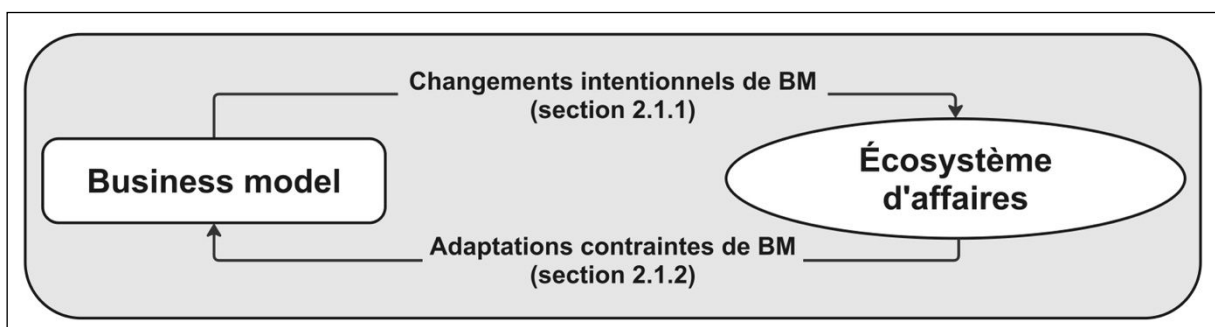 Changements intentionnels de BM
(section 2.1.1)
Business model
Écosystème
d'affaires
Adaptations contraintes de BM
(section 2.1.2)